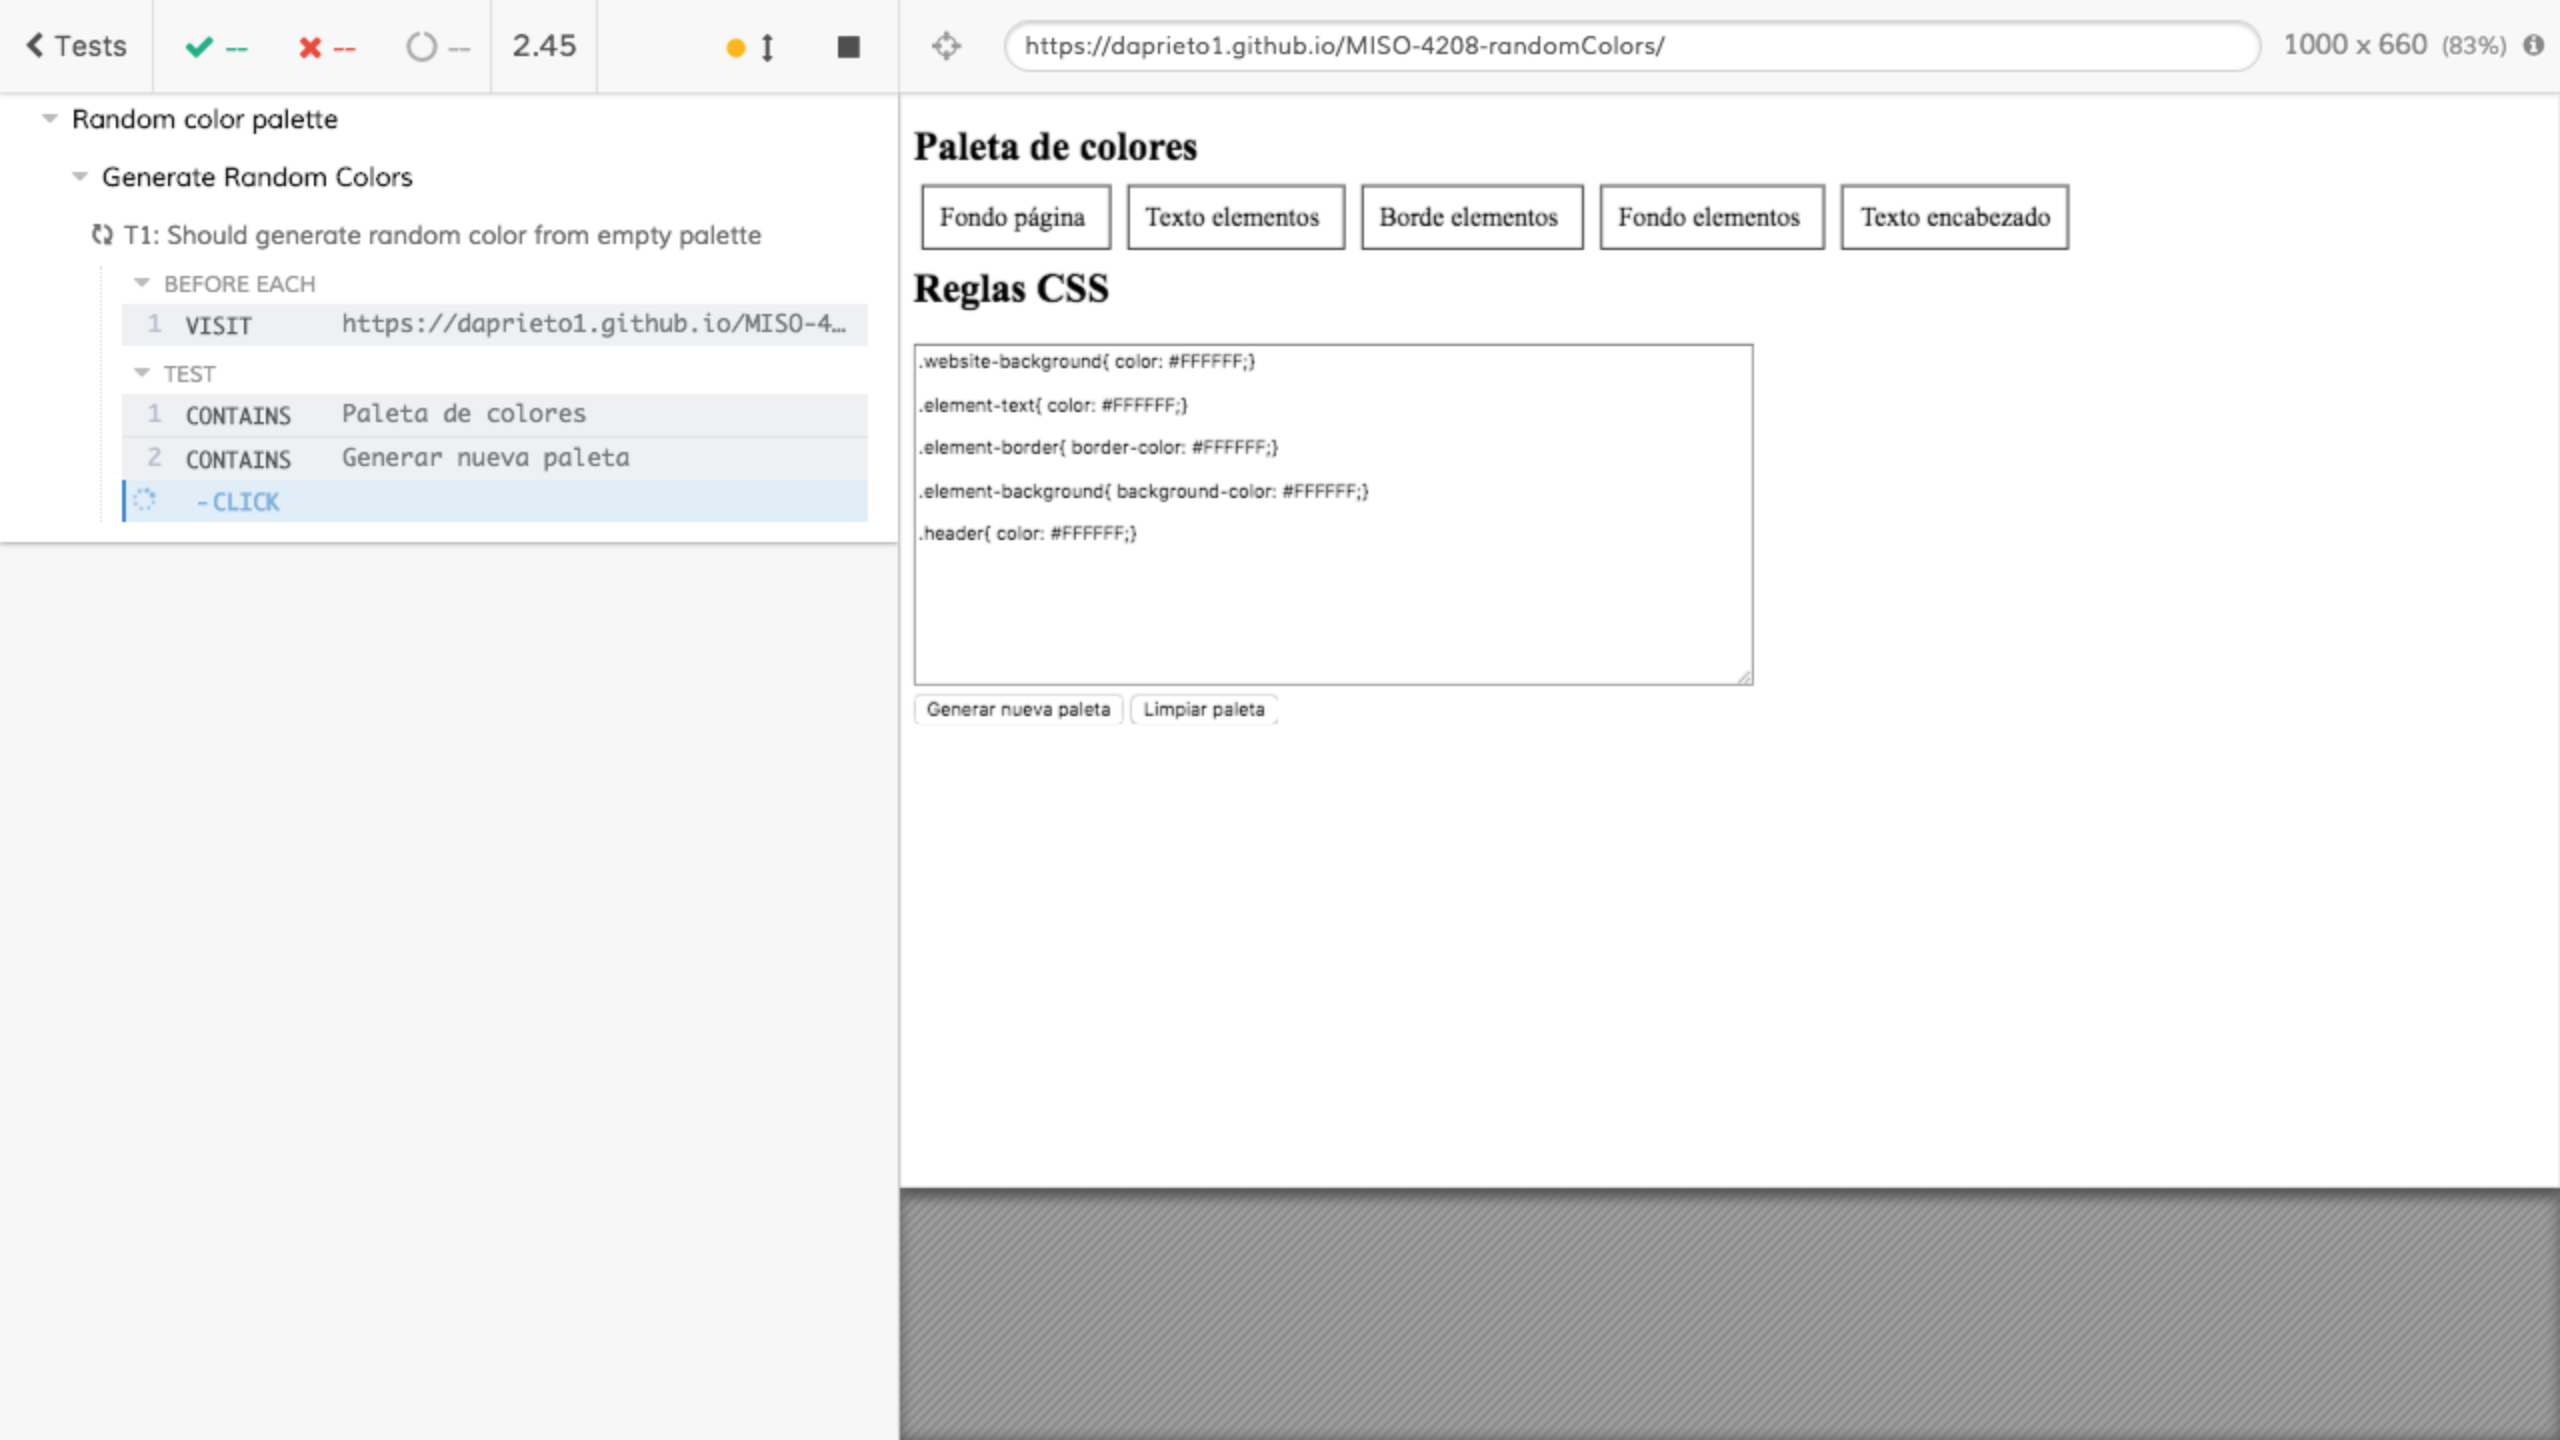 Tests -- -- -- 2.45
https://daprieto1.github.io/MISO-4208-randomColors/ 1000 x 660 (83%)
Random color palette
Generate Random Colors
T1: Should generate random color from empty palette
BEFORE EACH
1 VISIT https://daprieto1.github.io/MISO-4…
TEST
1 CONTAINS Paleta de colores
2 CONTAINS Generar nueva paleta
-CLICK
Paleta de colores
Fondo página Texto elementos Borde elementos Fondo elementos Texto encabezado
Reglas CSS
.website-background{ color: #FFFFFF;}
.element-text{ color: #FFFFFF;}
.element-border{ border-color: #FFFFFF;}
.element-background{ background-color: #FFFFFF;}
.header{ color: #FFFFFF;}
Generar nueva paleta Limpiar paleta